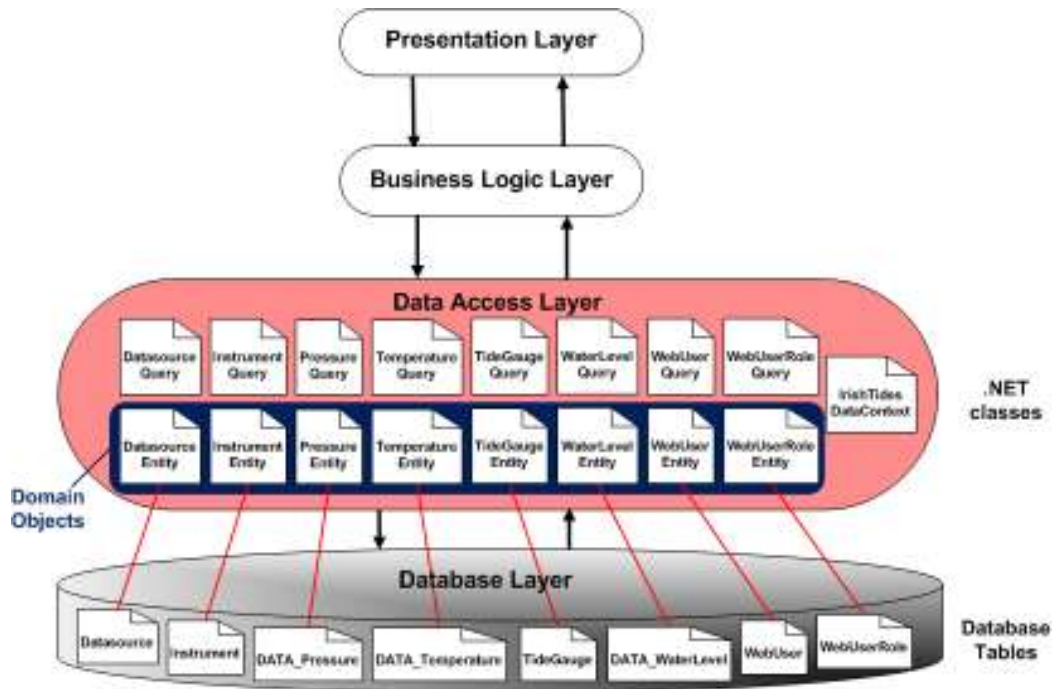 Presentation Layer
Business Logic Layer
Data Access Layer
Datasource
Query
Instrument
Query
Pressure
Query
Temperature
Query
TideGauge
Query
WaterLevel
Query
WebUser
Query
WebUserRole
Query
IrishTides
DataContext
.NET
classes
Datasource
Entity
Instrument
Entity
Pressure
Entity
Temperature
Entity
TideGauge
Entity
WaterLevel
Entity
WebUser
Entity
WebUserRole
Entity
Domain
Objects
Database Layer
Datasource
Instrument
DATA_Pressure
DATA_Temperature
TideGauge
DATA_WaterLevel
WebUser
WebUserRole
Database
Tables